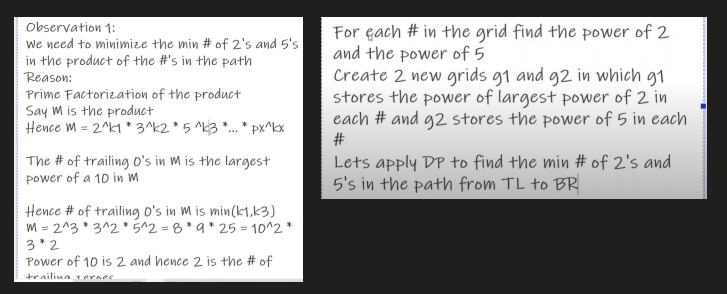 Observation 1:
We need to minimize the min # of 2's and 5's
in the product of the #'s in the path
Reason:
Prime Factorization of the product
Say M is the product
Hence M = 2^k1 * 3^k2 * 5^k3 *... * px^kx
The # of trailing 0's in M is the largest
power of a 10 in M
Hence # of trailing 0's in M is min(k1,k3)
M = 2^3 * 3^2 * 5^2 = 8 * 9 * 25 = 10^2 *
3 * 2
Power of 10 is 2 and hence 2 is the # of
trailing zeroes
For each # in the grid find the power of 2
and the power of 5
Create 2 new grids g1 and g2 in which g1
stores the power of largest power of 2 in
each # and g2 stores the power of 5 in each
#
Lets apply DP to find the min # of 2's and
5's in the path from TL to BR